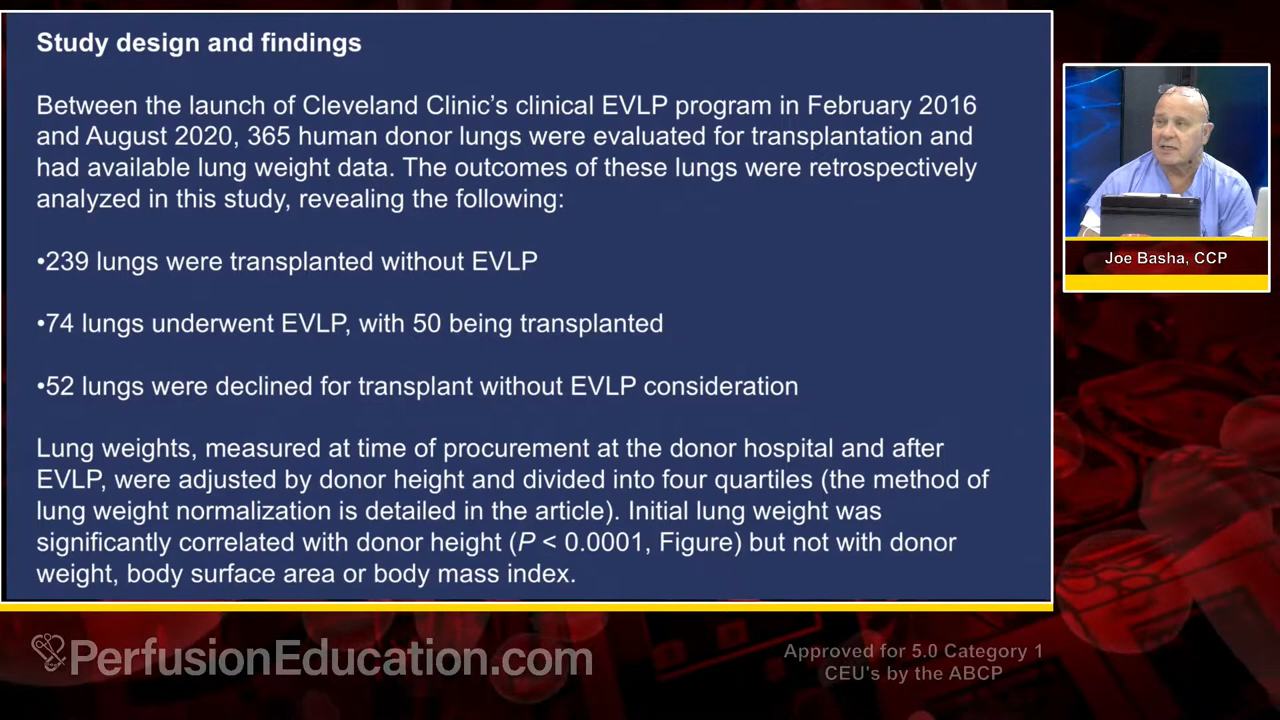 Study design and findings
Between the launch of Cleveland Clinic’s clinical EVLP program in February 2016
and August 2020, 365 human donor lungs were evaluated for transplantation and
had available lung weight data. The outcomes of these lungs were retrospectively
analyzed in this study, revealing the following:
•239 lungs were transplanted without EVLP
•74 lungs underwent EVLP, with 50 being transplanted
•52 lungs were declined for transplant without EVLP consideration
Lung weights, measured at time of procurement at the donor hospital and after
EVLP, were adjusted by donor height and divided into four quartiles (the method of
lung weight normalization is detailed in the article). Initial lung weight was
significantly correlated with donor height (P < 0.0001, Figure) but not with donor
weight, body surface area or body mass index.
Joe Basha, CCP
PerfusionEducation.com
Approved for 5.0 Category 1
CEU's by the ABCP